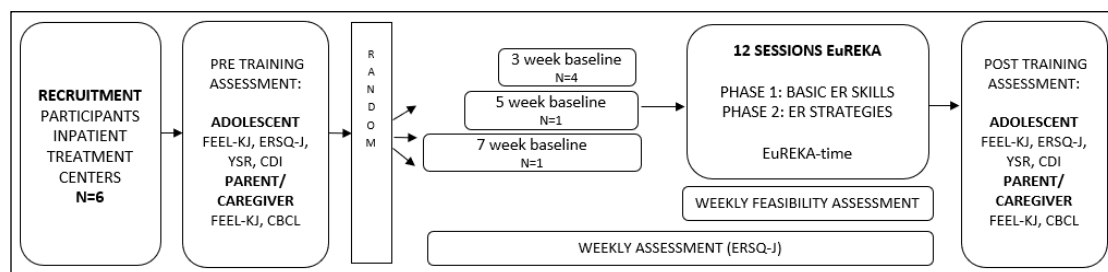 RECRUITMENT
PARTICIPANTS
INPATIENT
TREATMENT
CENTERS
N=6
PRE TRAINING
ASSESSMENT:
ADOLESCENT
FEEL-KJ, ERSQ-J,
YSR, CDI
PARENT/
CAREGIVER
FEEL-KJ, CBCL
R
A
N
D
O
M
3 week baseline
N=4
5 week baseline
N=1
7 week baseline
N=1
12 SESSIONS EuREKA
PHASE 1: BASIC ER SKILLS
PHASE 2: ER STRATEGIES
EuREKA-time
WEEKLY FEASIBILITY ASSESSMENT
WEEKLY ASSESSMENT (ERSQ-J)
POST TRAINING
ASSESSMENT:
ADOLESCENT
FEEL-KJ, ERSQ-J,
YSR, CDI
PARENT/
CAREGIVER
FEEL-KJ, CBCL